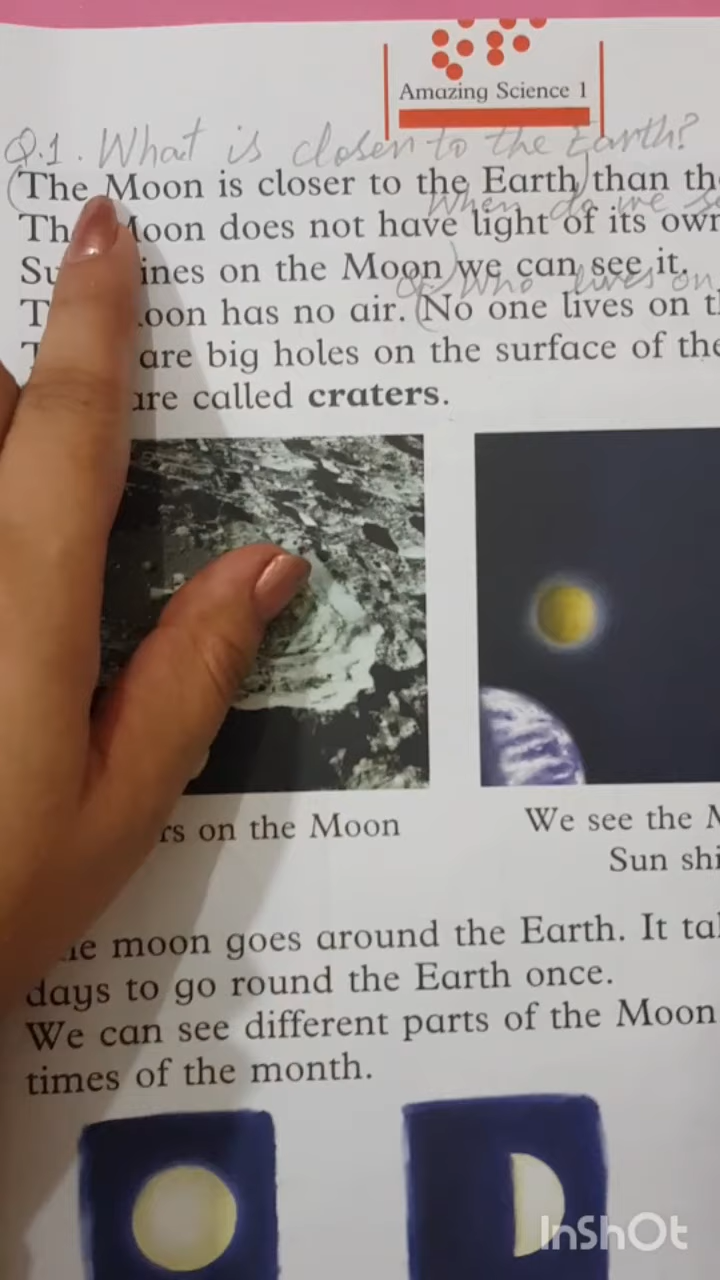 Amazing Science 1
Q.1. What is closer to the Earth?
(The Moon is closer to the Earth) than th
When do we se
Th Moon does not have light of its own
Su ines on the Moon) we can see it.
Q. Who lives on
T oon has no air. (No one lives on t
are big holes on the surface of the
are called craters.
rs on the Moon
We see the M
Sun shi
e moon goes around the Earth. It tak
days to go round the Earth once.
We can see different parts of the Moon
times of the month.
InShOt